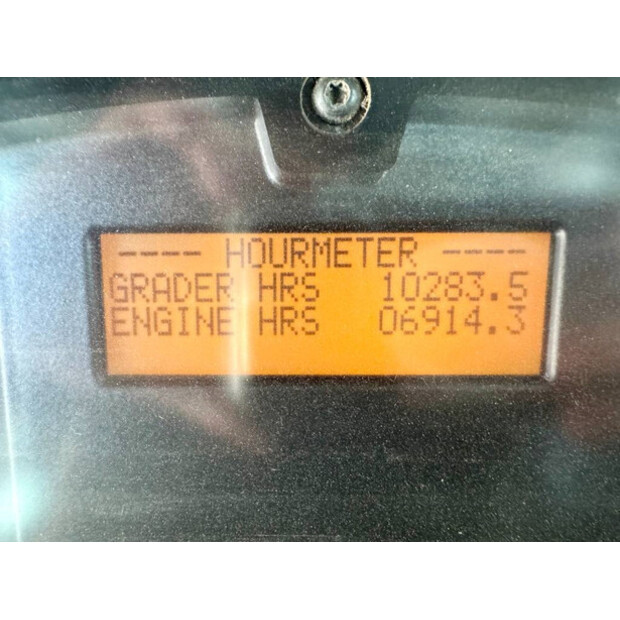 ---- HOURMETER ----
GRADER HRS 10283.5
ENGINE HRS 06914.3